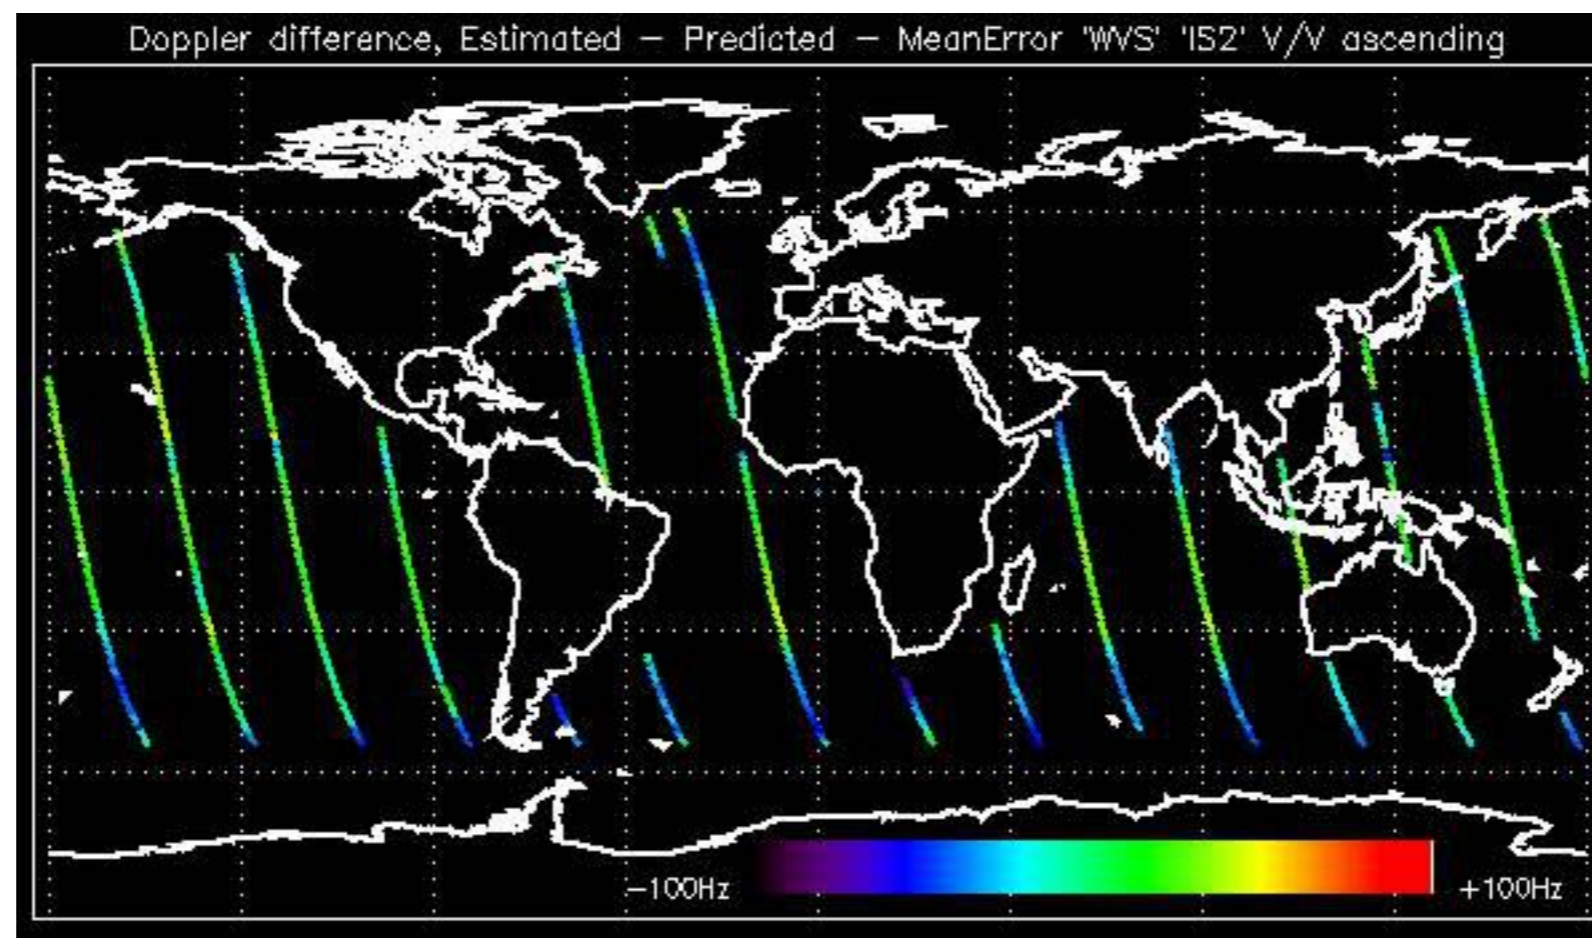 Doppler difference, Estimated – Predicted – MeanError 'WVS' 'IS2' V/V ascending
–100Hz +100Hz